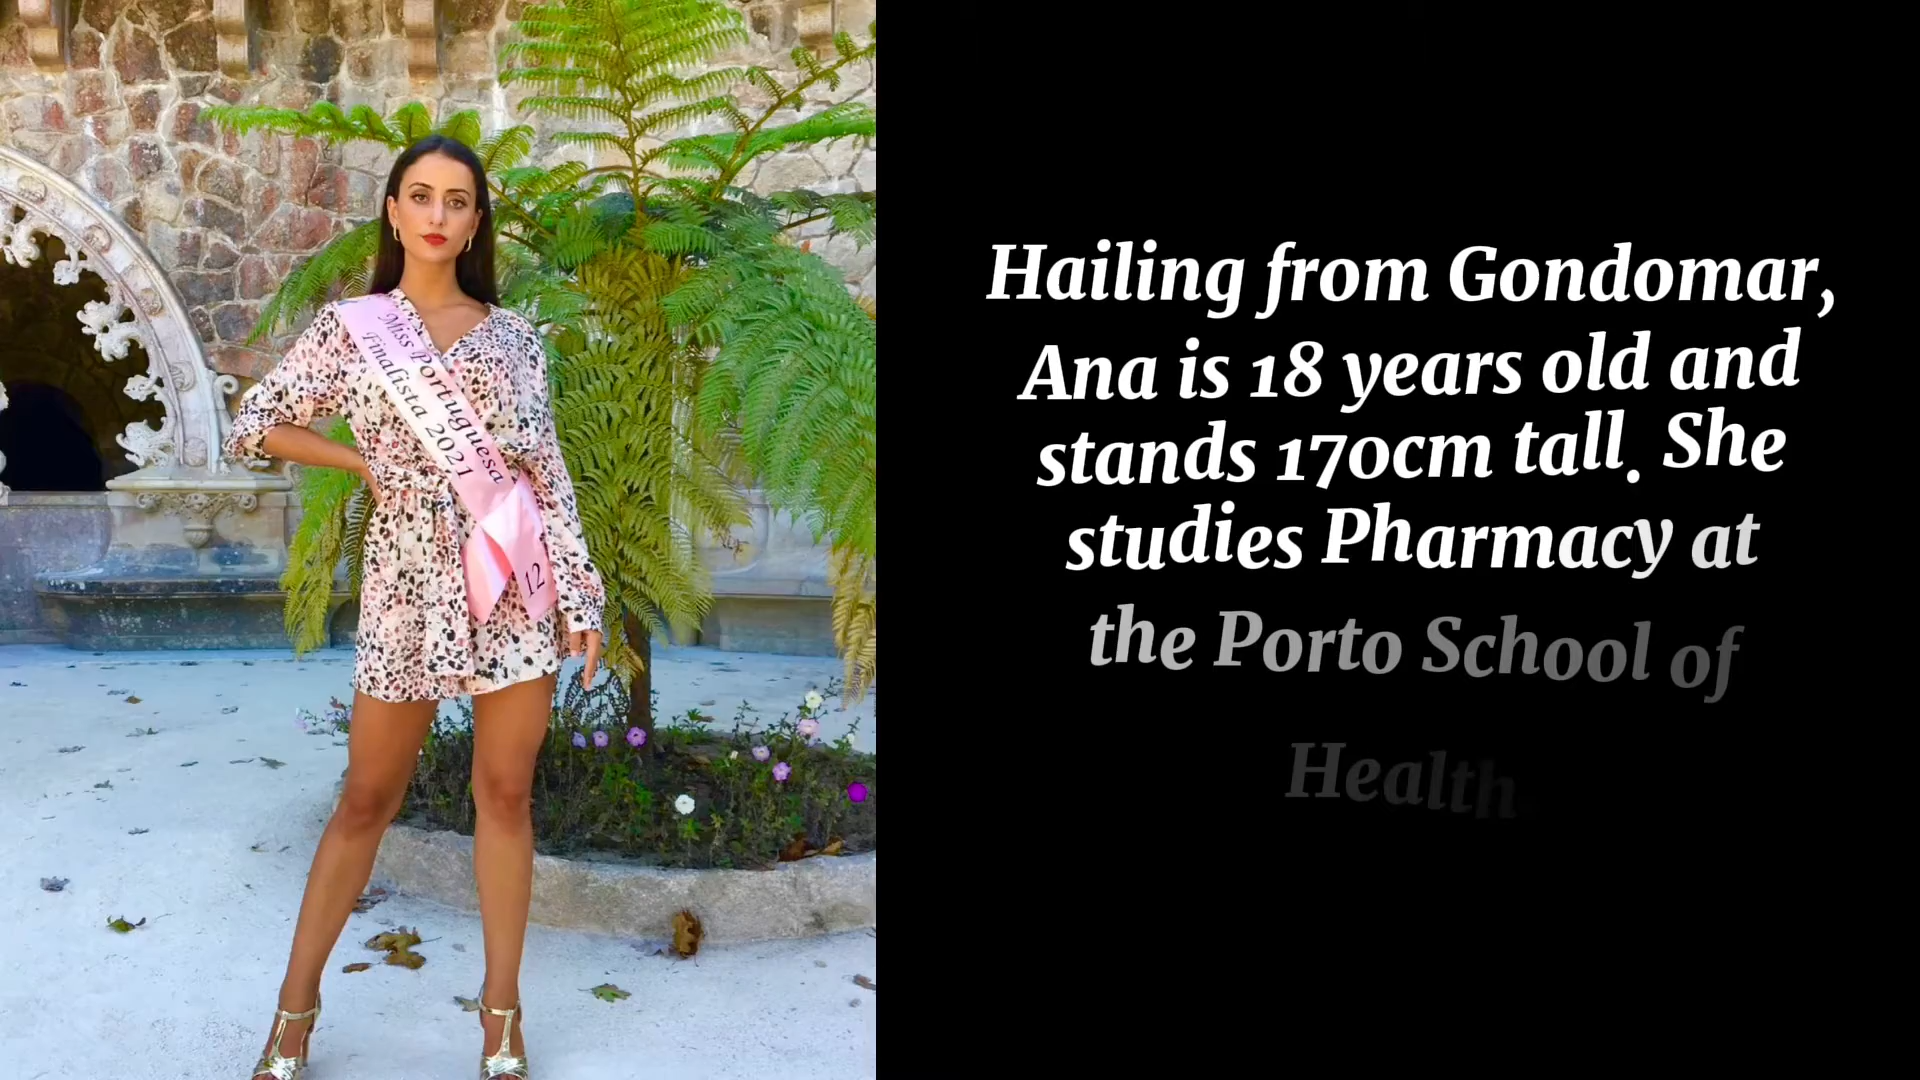 Miss Portuguesa
Finalista 2021
12
Hailing from Gondomar,
Ana is 18 years old and
stands 170cm tall. She
studies Pharmacy at
the Porto School of
Health.